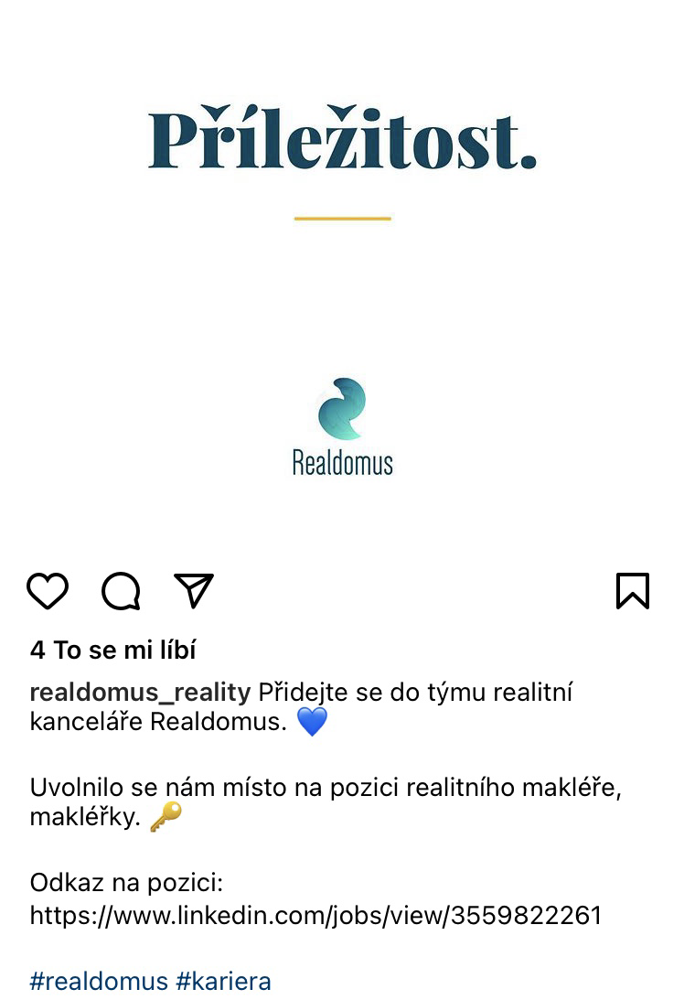 Příležitost.
Realdomus
4 To se mi líbí
realdomus_reality Přidejte se do týmu realitní
kanceláře Realdomus. 💙
Uvolnilo se nám místo na pozici realitního makléře,
makléřky. 🔑
Odkaz na pozici:
https://www.linkedin.com/jobs/view/3559822261
#realdomus #kariera